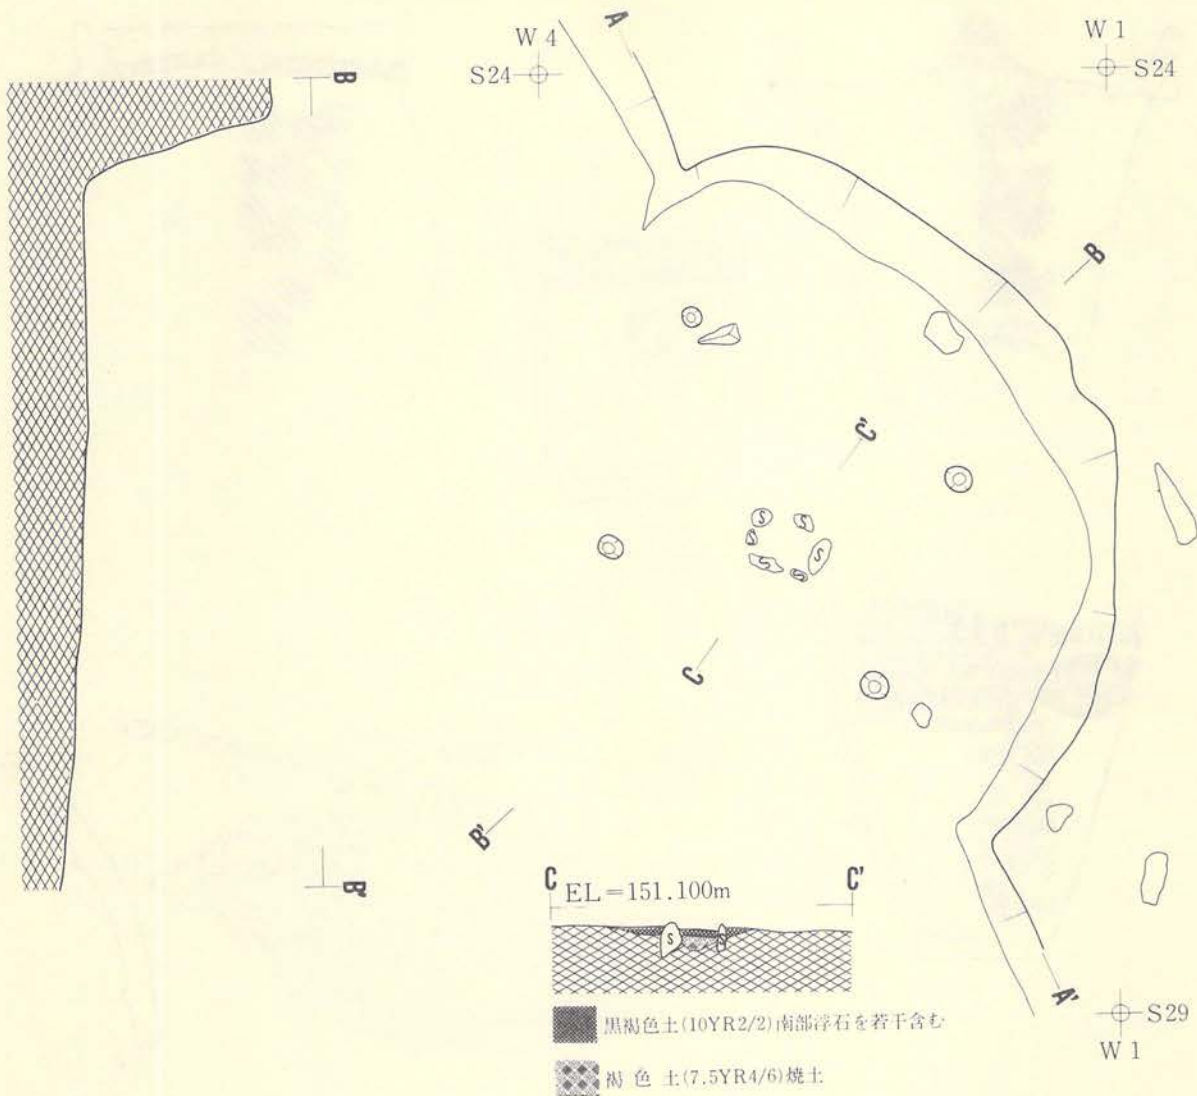 A
W 4
S24
W 1
S24
B
B
C'
S
S
S
S
S
S
C
B'
B'
C
EL=151.100m
C'
S
S
黒褐色土(10YR2/2)南部浮石を若干含む
褐 色 土(7.5YR4/6)焼土
A'
S29
W 1